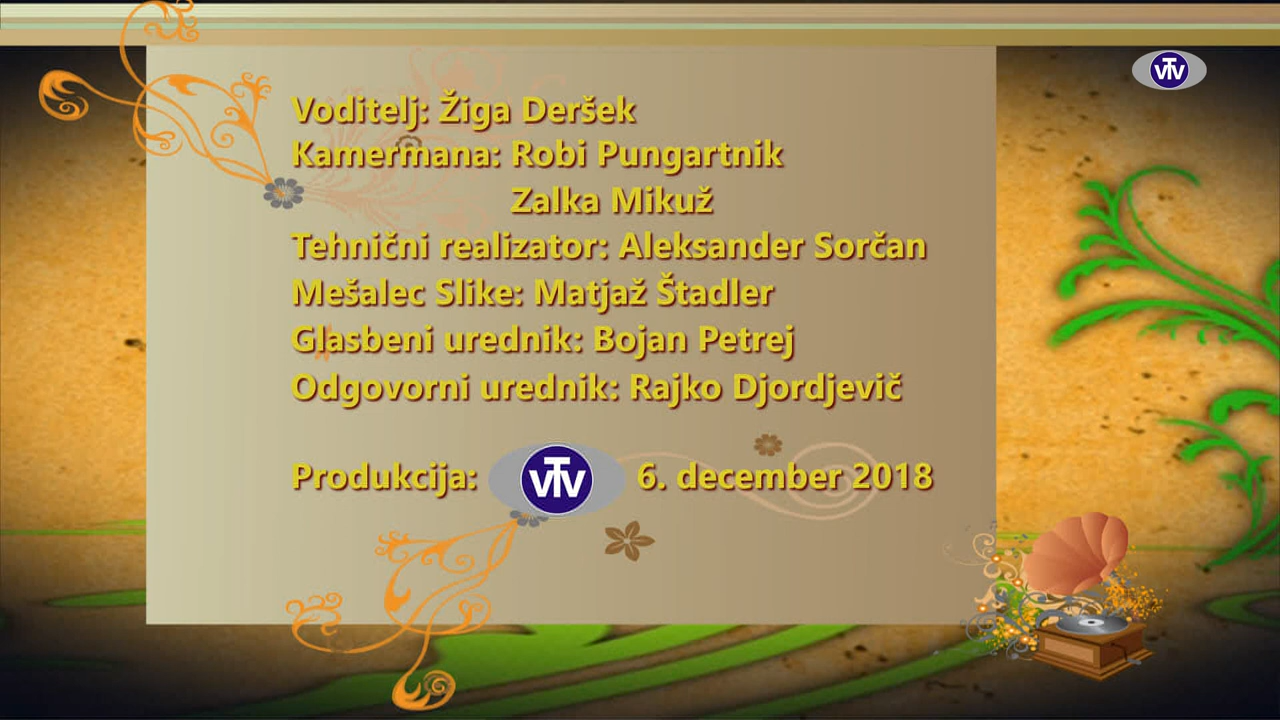 VTV
Voditelj: Žiga Deršek
Kamermana: Robi Pungartnik
Zalka Mikuž
Tehnični realizator: Aleksander Sorčan
Mešalec Slike: Matjaž Štadler
Glasbeni urednik: Bojan Petrej
Odgovorni urednik: Rajko Djordjevič
Produkcija: VTV 6. december 2018